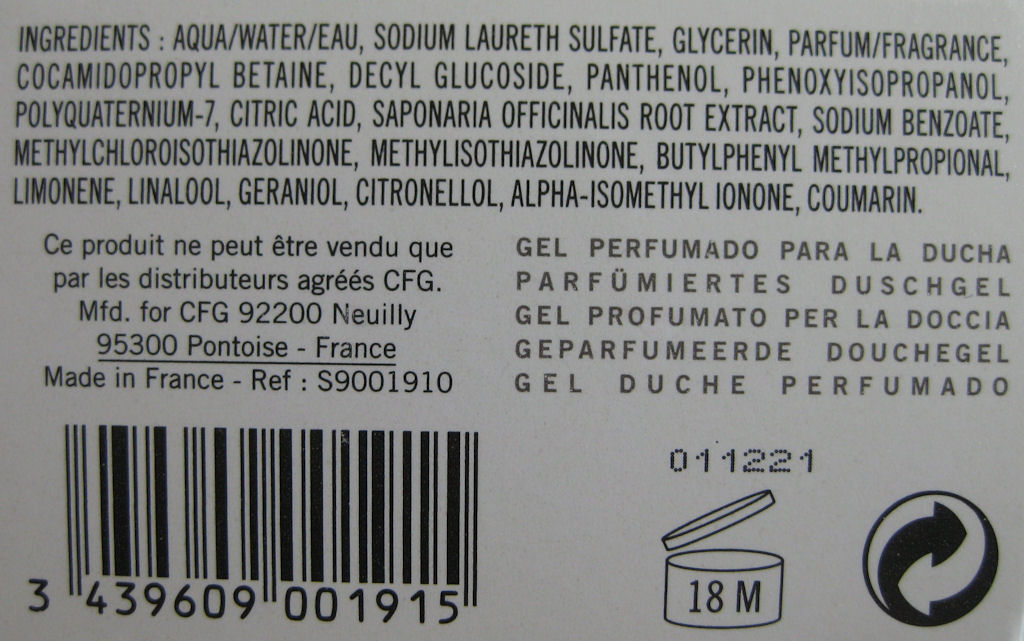 INGREDIENTS : AQUA/WATER/EAU, SODIUM LAURETH SULFATE, GLYCERIN, PARFUM/FRAGRANCE,
COCAMIDOPROPYL BETAINE, DECYL GLUCOSIDE, PANTHENOL, PHENOXYISOPROPANOL,
POLYQUATERNIUM-7, CITRIC ACID, SAPONARIA OFFICINALIS ROOT EXTRACT, SODIUM BENZOATE,
METHYLCHLOROISOTHIAZOLINONE, METHYLISOTHIAZOLINONE, BUTYLPHENYL METHYLPROPIONAL,
LIMONENE, LINALOOL, GERANIOL, CITRONELLOL, ALPHA-ISOMETHYL IONONE, COUMARIN.
Ce produit ne peut être vendu que
par les distributeurs agréés CFG.
Mfd. for CFG 92200 Neuilly
95300 Pontoise - France
Made in France - Ref : S9001910
GEL PERFUMADO PARA LA DUCHA
PARFÜMIERTES DUSCHGEL
GEL PROFUMATO PER LA DOCCIA
GEPARFUMEERDE DOUCHEGEL
GEL DUCHE PERFUMADO
011221
18 M
3 439609 001915